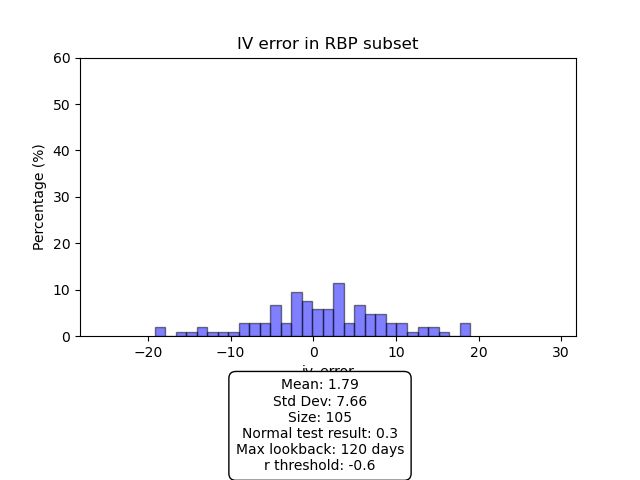 IV error in RBP subset
Percentage (%)
60
50
40
30
20
10
0
−20
−10
0
10
20
30
iv_error
Mean: 1.79
Std Dev: 7.66
Size: 105
Normal test result: 0.3
Max lookback: 120 days
r threshold: -0.6